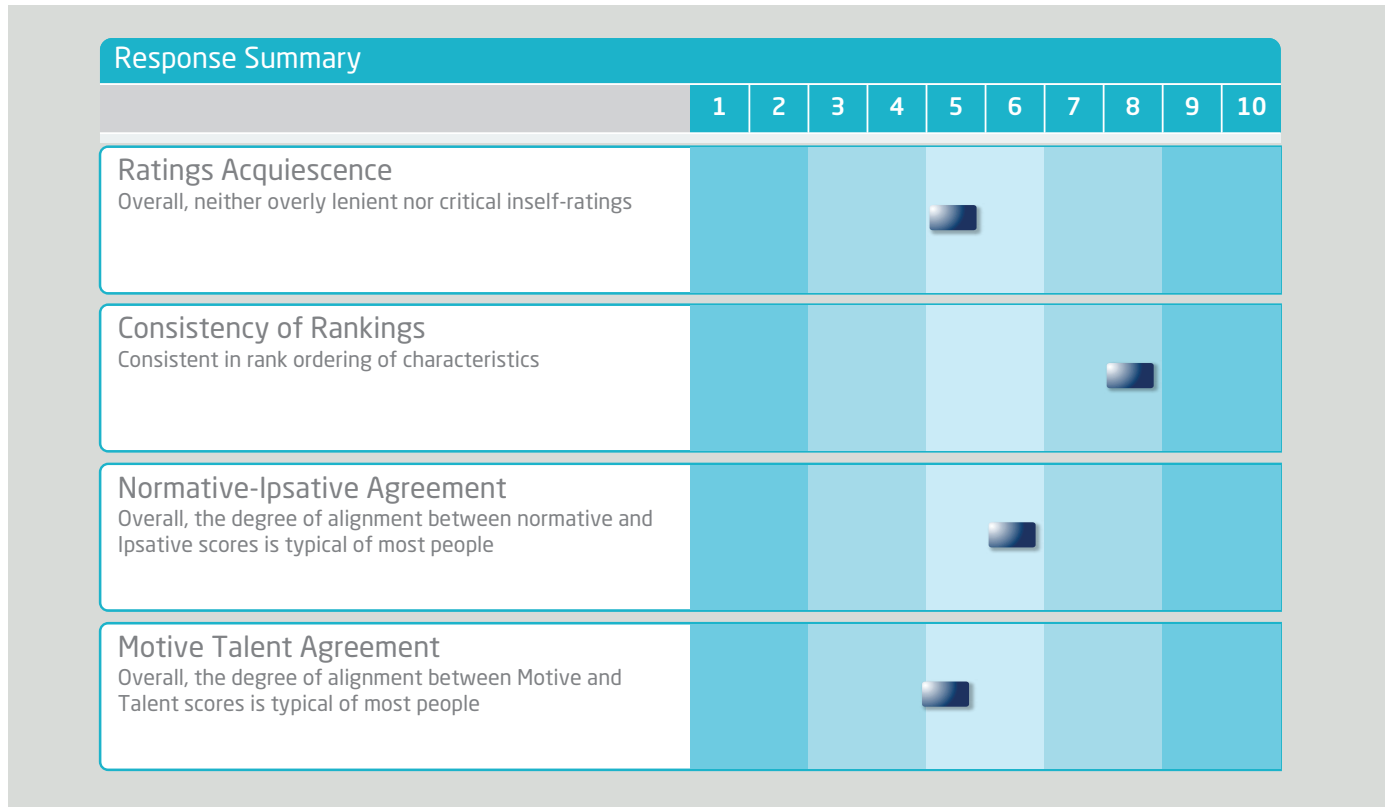 Response Summary
1 2 3 4 5 6 7 8 9 10
Ratings Acquiescence
Overall, neither overly lenient nor critical inself-ratings
Consistency of Rankings
Consistent in rank ordering of characteristics
Normative-Ipsative Agreement
Overall, the degree of alignment between normative and
Ipsative scores is typical of most people
Motive Talent Agreement
Overall, the degree of alignment between Motive and
Talent scores is typical of most people